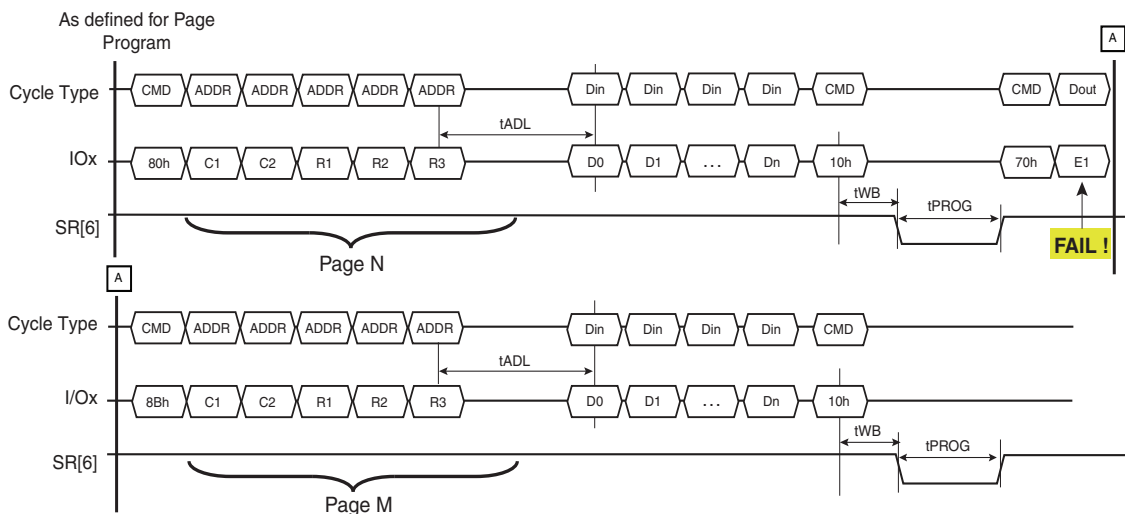 As defined for Page
Program
A
Cycle Type
CMD ADDR ADDR ADDR ADDR ADDR Din Din Din Din CMD CMD Dout
tADL
IOx
80h C1 C2 R1 R2 R3 D0 D1 ... Dn 10h 70h E1
tWB tPROG
SR[6]
FAIL !
Page N
A
Cycle Type
CMD ADDR ADDR ADDR ADDR ADDR Din Din Din Din CMD
tADL
I/Ox
8Bh C1 C2 R1 R2 R3 D0 D1 ... Dn 10h
tWB tPROG
SR[6]
Page M